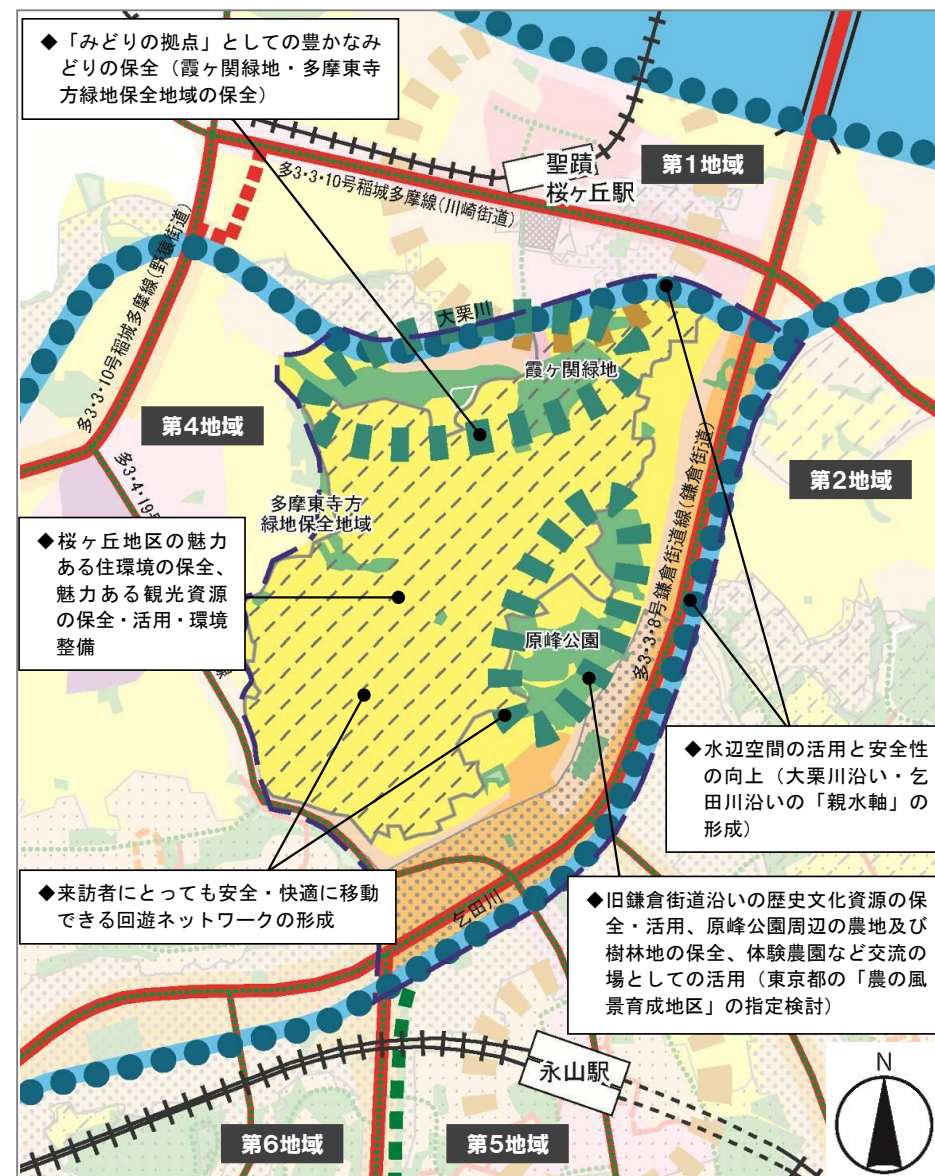 ◆「みどりの拠点」としての豊かなみ
どりの保全（霞ヶ関緑地・多摩東寺
方緑地保全地域の保全）
聖蹟
桜ヶ丘駅
第1地域
多3・3・10号稲城多摩線(川崎街道)
多3・3・10号稲城多摩線(野猿街道)
大栗川
霞ヶ関緑地
第4地域
第2地域
多3・4・19号
多摩東寺方
緑地保全地域
◆桜ヶ丘地区の魅力
ある住環境の保全、
魅力ある観光資源
の保全・活用・環境
整備
多3・3・8号鎌倉街道線(鎌倉街道)
原峰公園
◆水辺空間の活用と安全性
の向上（大栗川沿い・乞
田川沿いの「親水軸」の
形成）
◆来訪者にとっても安全・快適に移動
できる回遊ネットワークの形成
乞田川
◆旧鎌倉街道沿いの歴史文化資源の保
全・活用、原峰公園周辺の農地及び
樹林地の保全、体験農園など交流の
場としての活用（東京都の「農の風
景育成地区」の指定検討）
永山駅
N
第6地域
第5地域